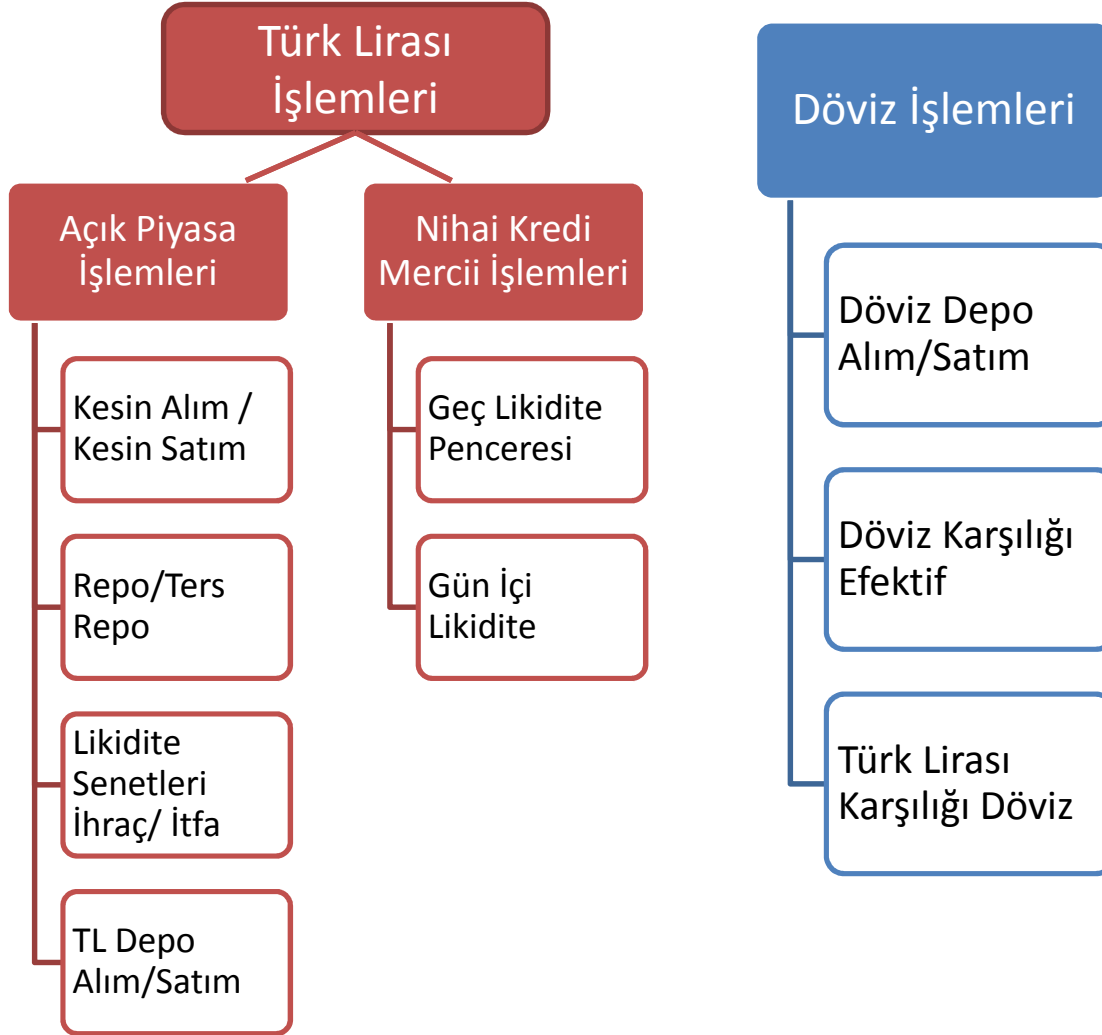 Türk Lirası
İşlemleri
Açık Piyasa
İşlemleri
Kesin Alım /
Kesin Satım
Repo/Ters
Repo
Likidite
Senetleri
İhraç/ İtfa
TL Depo
Alım/Satım
Nihai Kredi
Mercii İşlemleri
Geç Likidite
Penceresi
Gün İçi
Likidite
Döviz İşlemleri
Döviz Depo
Alım/Satım
Döviz Karşılığı
Efektif
Türk Lirası
Karşılığı Döviz